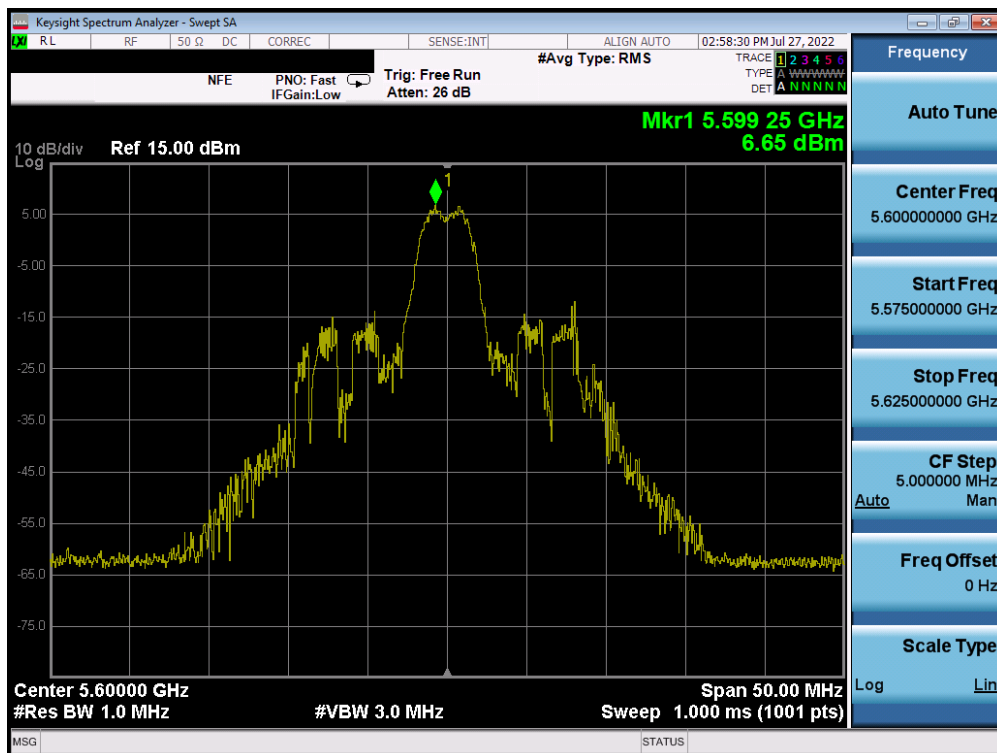 Keysight Spectrum Analyzer - Swept SA
LXI RL RF 50 Ω DC CORREC SENSE:INT ALIGN AUTO 02:58:30 PM Jul 27, 2022
NFE PNO: Fast IFGain:Low Trig: Free Run Atten: 26 dB #Avg Type: RMS
TRACE 1 2 3 4 5 6
TYPE A WWWWW
DET A N N N N N
Mkr1 5.599 25 GHz
6.65 dBm
10 dB/div Ref 15.00 dBm
Log
1
5.00
-5.00
-15.0
-25.0
-35.0
-45.0
-55.0
-65.0
-75.0
Center 5.60000 GHz Span 50.00 MHz
#Res BW 1.0 MHz #VBW 3.0 MHz Sweep 1.000 ms (1001 pts)
MSG STATUS
Frequency
Auto Tune
Center Freq
5.600000000 GHz
Start Freq
5.575000000 GHz
Stop Freq
5.625000000 GHz
CF Step
5.000000 MHz
Auto Man
Freq Offset
0 Hz
Scale Type
Log Lin